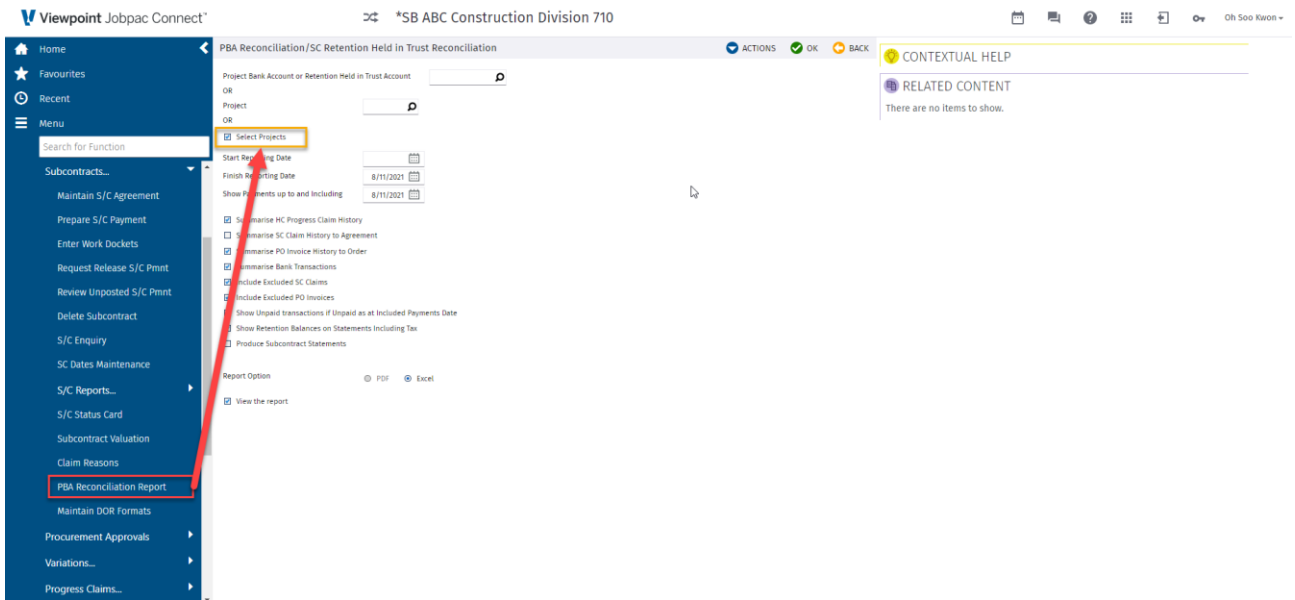 Viewpoint Jobpac Connect™
*SB ABC Construction Division 710
Oh Soo Kwon
Home
Favourites
Recent
Menu
Search for Function
Subcontracts...
Maintain S/C Agreement
Prepare S/C Payment
Enter Work Dockets
Request Release S/C Pmnt
Review Unposted S/C Pmnt
Delete Subcontract
S/C Enquiry
SC Dates Maintenance
S/C Reports...
S/C Status Card
Subcontract Valuation
Claim Reasons
PBA Reconciliation Report
Maintain DOR Formats
Procurement Approvals
Variations...
Progress Claims...
PBA Reconciliation/SC Retention Held in Trust Reconciliation
ACTIONS OK BACK
Project Bank Account or Retention Held in Trust Account
OR
Project
OR
Select Projects
Start Reporting Date
Finish Reporting Date 8/11/2021
Show Payments up to and Including 8/11/2021
Summarise HC Progress Claim History
Summarise SC Claim History to Agreement
Summarise PO Invoice History to Order
Summarise Bank Transactions
Include Excluded SC Claims
Include Excluded PO Invoices
Show Unpaid transactions if Unpaid as at Included Payments Date
Show Retention Balances on Statements Including Tax
Produce Subcontract Statements
Report Option PDF Excel
View the report
CONTEXTUAL HELP
RELATED CONTENT
There are no items to show.